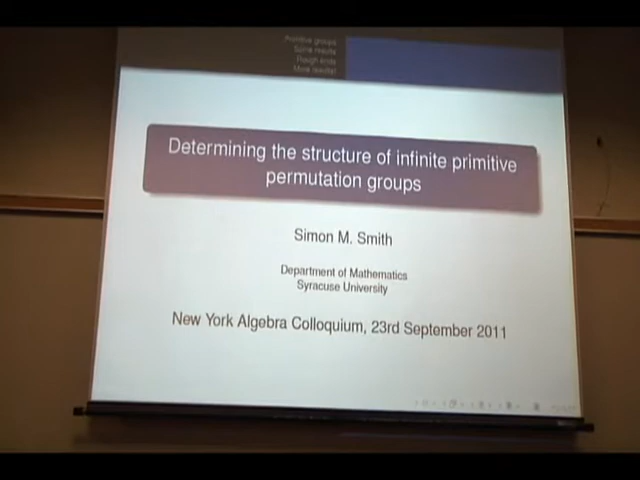 Primitive groups
Some results
Rough ends
More results!
Determining the structure of infinite primitive
permutation groups
Simon M. Smith
Department of Mathematics
Syracuse University
New York Algebra Colloquium, 23rd September 2011